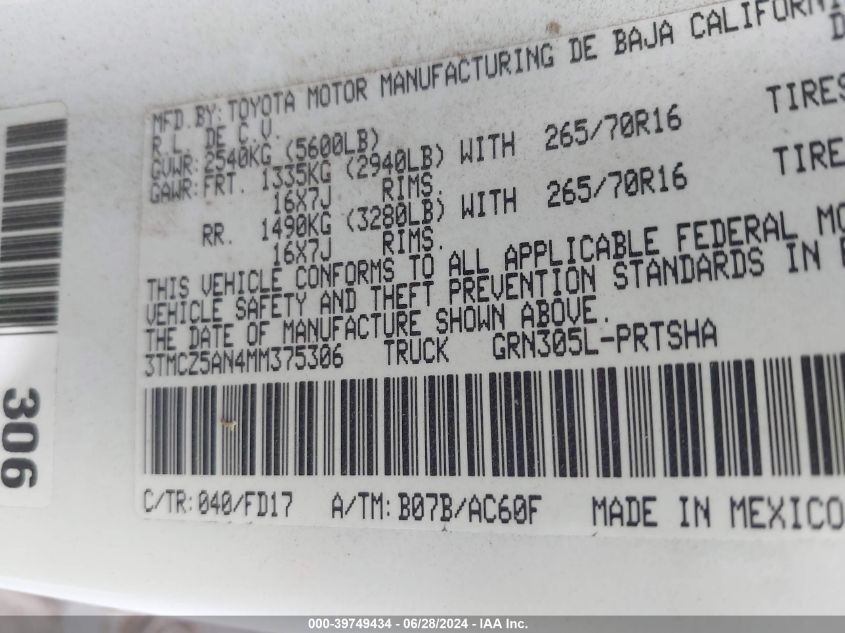 MFD. BY: TOYOTA MOTOR MANUFACTURING DE BAJA CALIFORNI
R.L. DE C.V.
GVWR: 2540KG (5600LB)
GAWR: FRT. 1335KG (2940LB) WITH 265/70R16 TIRES
16X7J RIMS.
RR. 1490KG (3280LB) WITH 265/70R16 TIRE
16X7J RIMS.
THIS VEHICLE CONFORMS TO ALL APPLICABLE FEDERAL MO
VEHICLE SAFETY AND THEFT PREVENTION STANDARDS IN
THE DATE OF MANUFACTURE SHOWN ABOVE.
3TMCZ5AN4MM375306 TRUCK GRN305L-PRTSHA
C/TR: 040/FD17 A/TM: B07B/AC60F MADE IN MEXICO
306
000-39749434 - 06/28/2024 - IAA Inc.